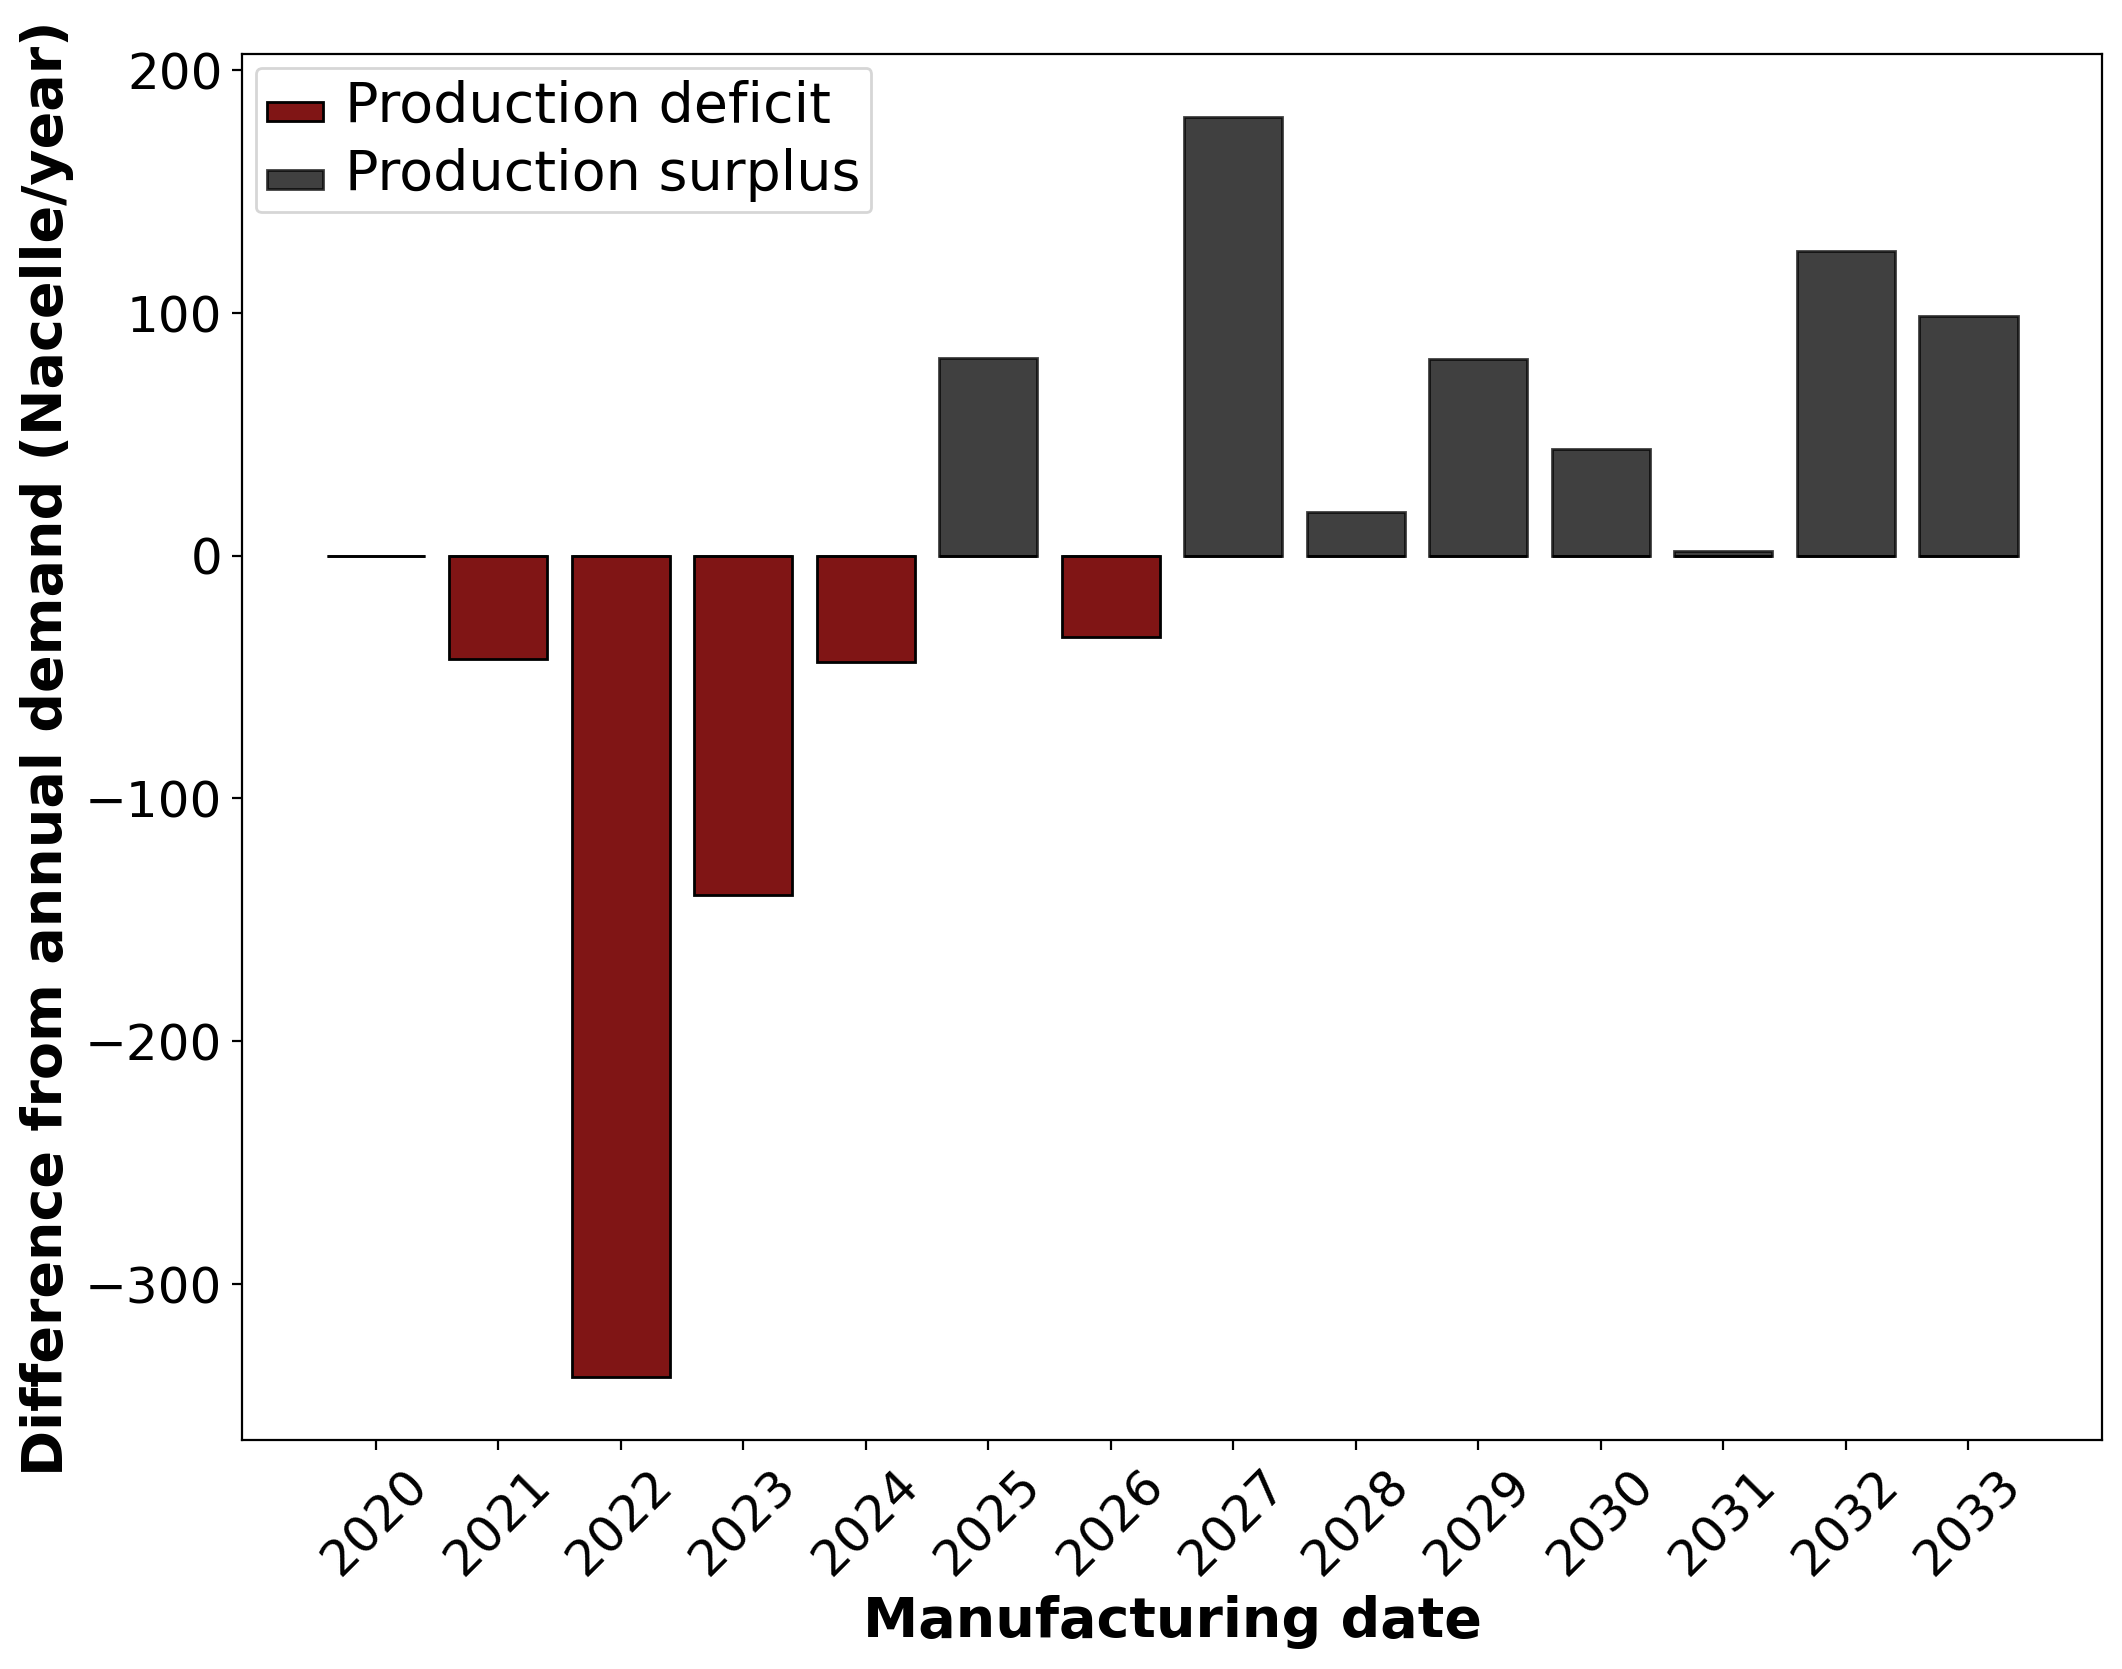 Difference from annual demand (Nacelle/year)
200
100
0
−100
−200
−300
Production deficit
Production surplus
2020 2021 2022 2023 2024 2025 2026 2027 2028 2029 2030 2031 2032 2033
Manufacturing date